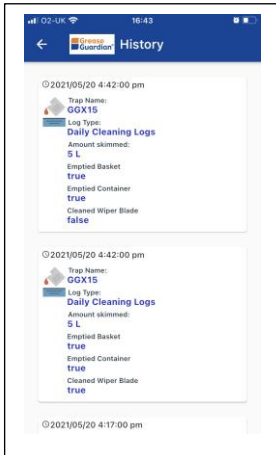 O2-UK 16:43
Grease Guardian History
2021/05/20 4:42:00 pm
Trap Name:
GGX15
Log Type:
Daily Cleaning Logs
Amount skimmed:
5 L
Emptied Basket
true
Emptied Container
true
Cleaned Wiper Blade
false
2021/05/20 4:42:00 pm
Trap Name:
GGX15
Log Type:
Daily Cleaning Logs
Amount skimmed:
5 L
Emptied Basket
true
Emptied Container
true
Cleaned Wiper Blade
true
2021/05/20 4:17:00 pm